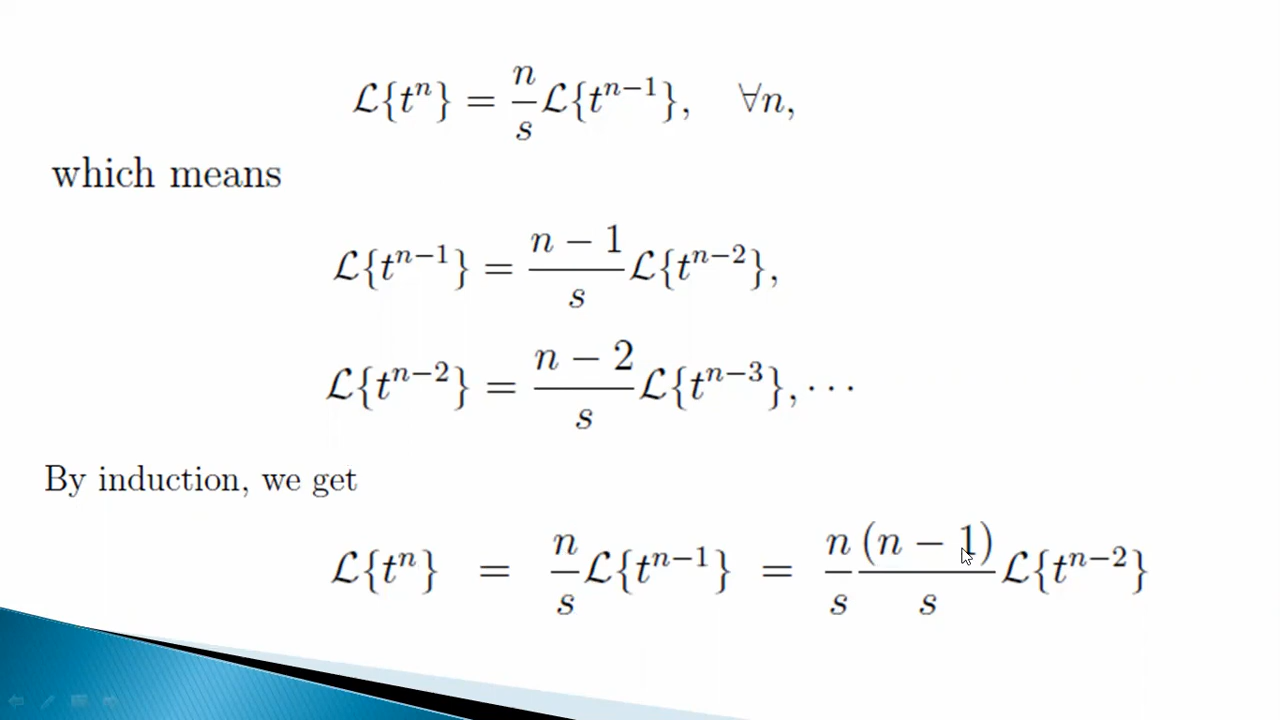 ℒ{tⁿ} = n/s ℒ{tⁿ⁻¹}, ∀n,
which means
ℒ{tⁿ⁻¹} = n − 1/s ℒ{tⁿ⁻²},
ℒ{tⁿ⁻²} = n − 2/s ℒ{tⁿ⁻³}, ⋯
By induction, we get
ℒ{tⁿ} = n/s ℒ{tⁿ⁻¹} = n/s (n − 1)/s ℒ{tⁿ⁻²}